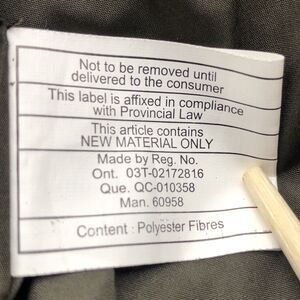 Not to be removed until
delivered to the consumer
This label is affixed in compliance
with Provincial Law
This article contains
NEW MATERIAL ONLY
Made by Reg. No.
Ont. 03T-02172816
Que. QC-010358
Man. 60958
Content : Polyester Fibres